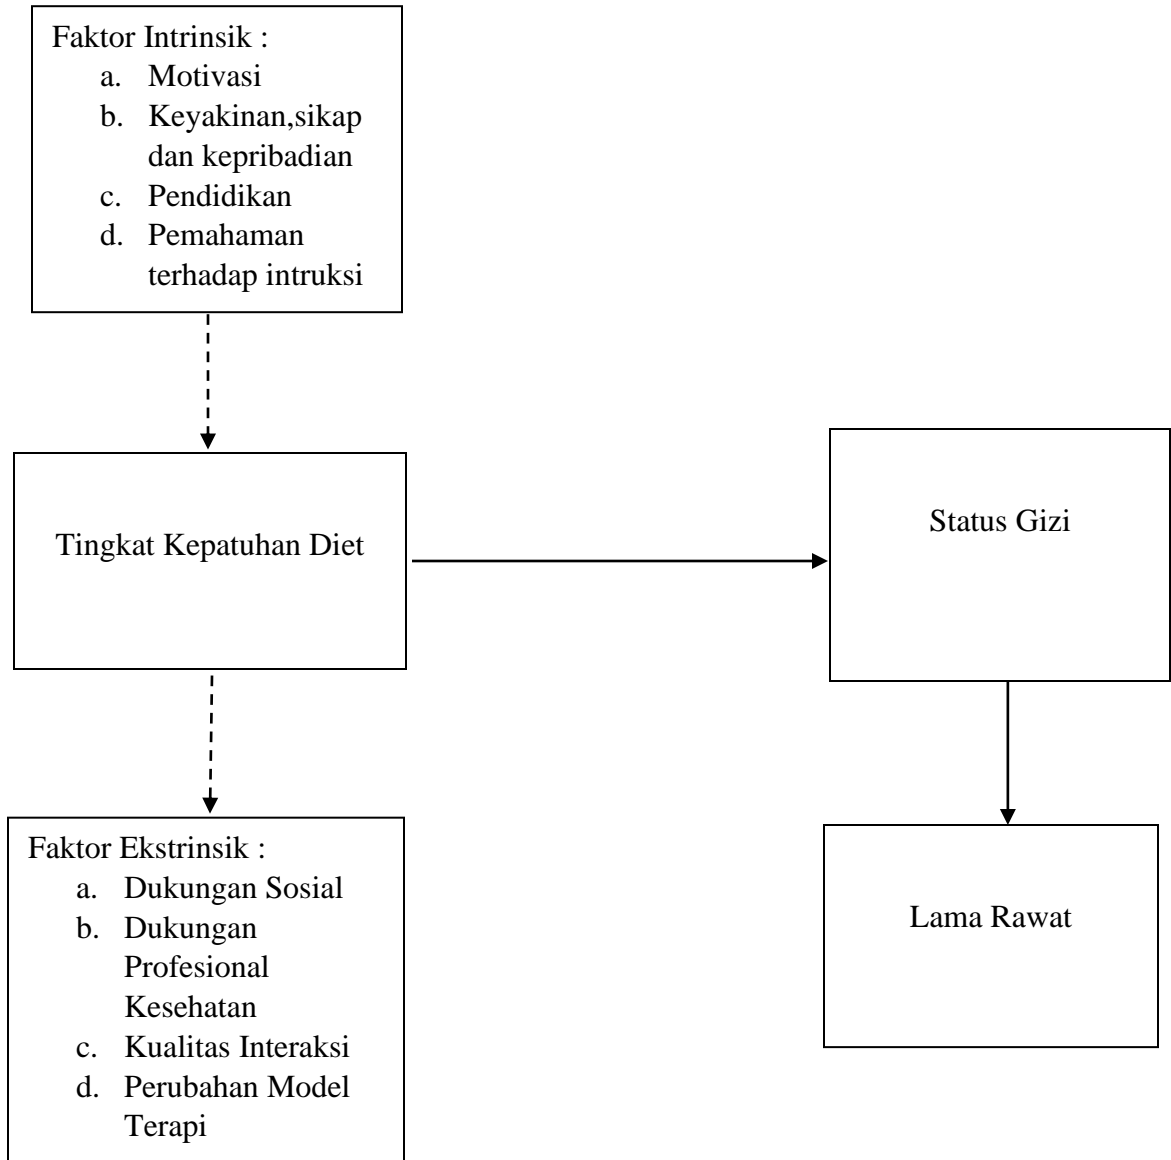 Faktor Intrinsik :
a. Motivasi
b. Keyakinan,sikap
dan kepribadian
c. Pendidikan
d. Pemahaman
terhadap intruksi
Tingkat Kepatuhan Diet
Status Gizi
Faktor Ekstrinsik :
a. Dukungan Sosial
b. Dukungan
Profesional
Kesehatan
c. Kualitas Interaksi
d. Perubahan Model
Terapi
Lama Rawat